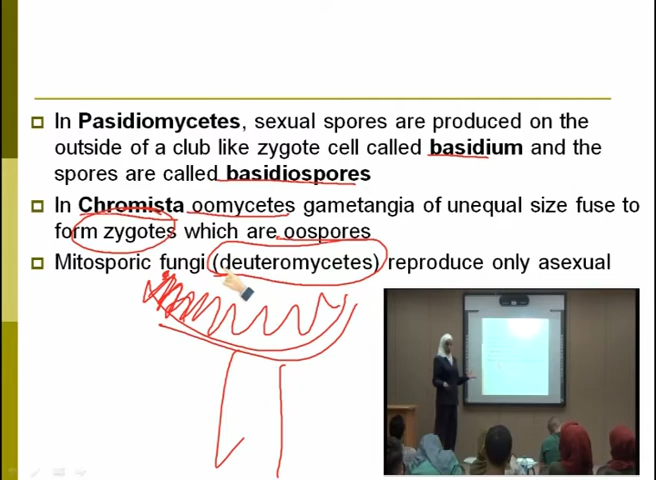 In Pasidiomycetes, sexual spores are produced on the
outside of a club like zygote cell called basidium and the
spores are called basidiospores
In Chromista oomycetes gametangia of unequal size fuse to
form zygotes which are oospores
Mitosporic fungi (deuteromycetes) reproduce only asexual